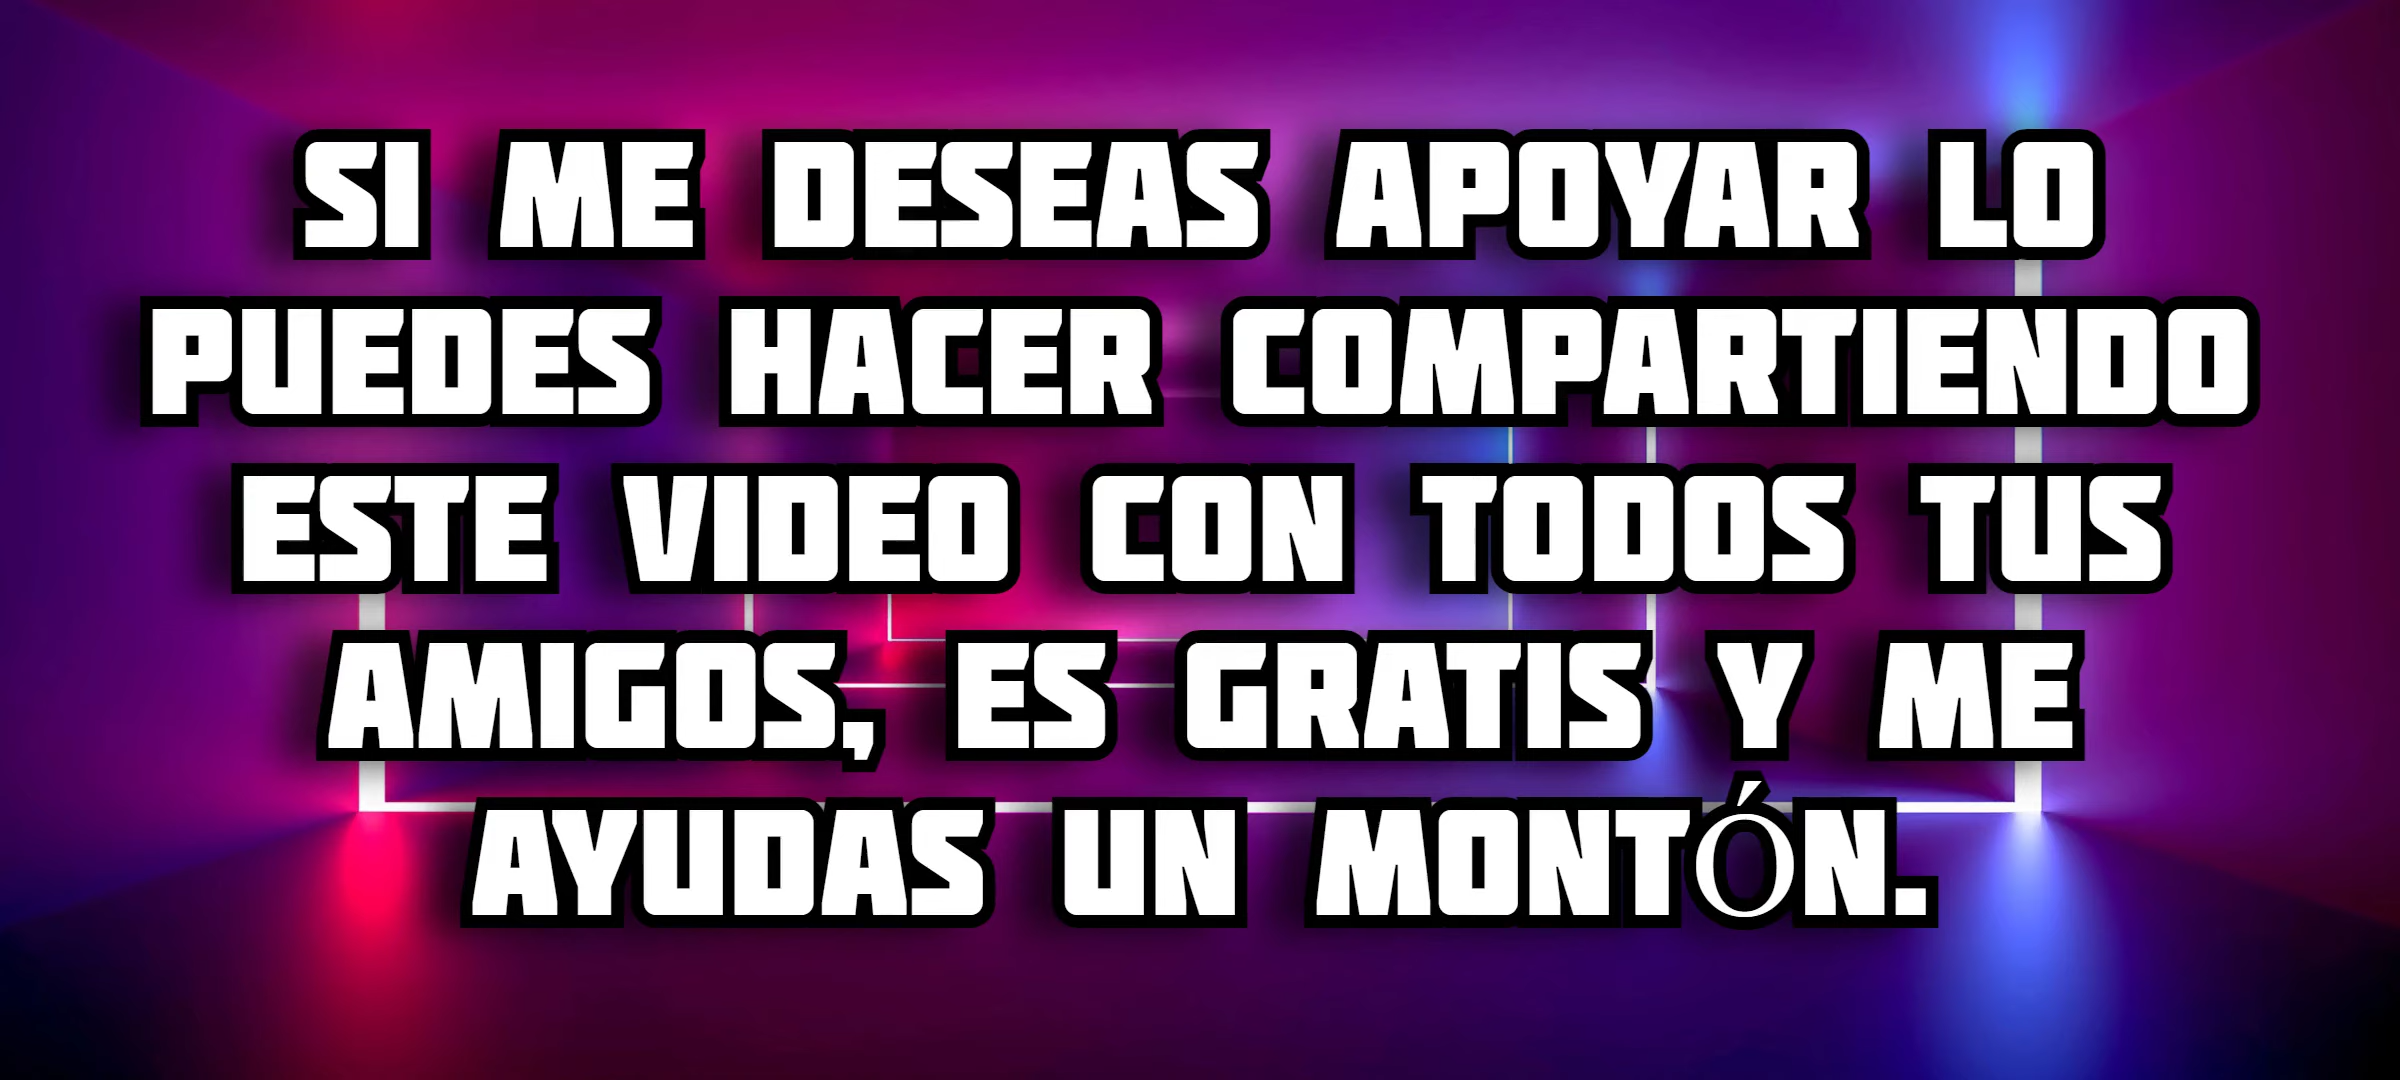 SI ME DESEAS APOYAR LO
PUEDES HACER COMPARTIENDO
ESTE VIDEO CON TODOS TUS
AMIGOS, ES GRATIS Y ME
AYUDAS UN MONTÓN.